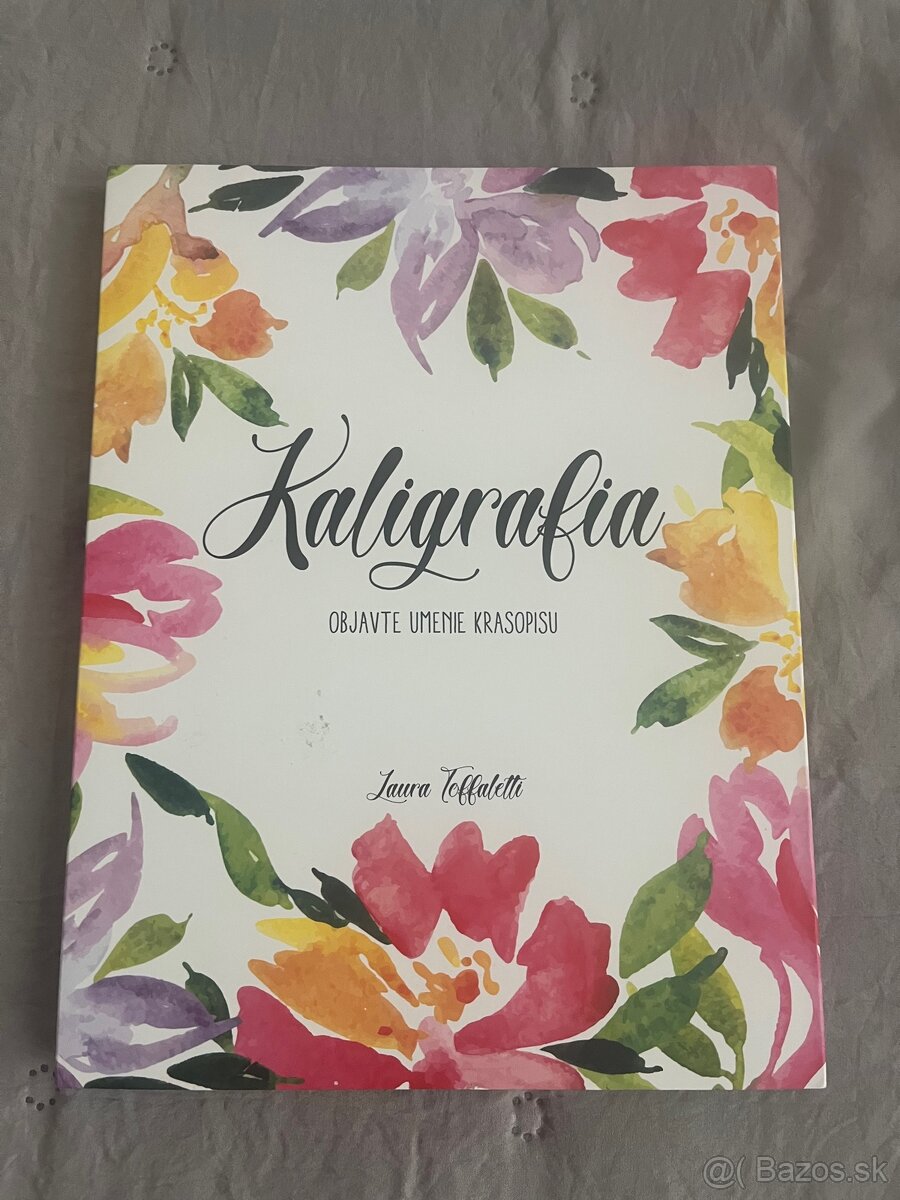 Kaligrafia
OBJAVTE UMENIE KRASOPISU
Laura Toffaletti
@( Bazos.sk